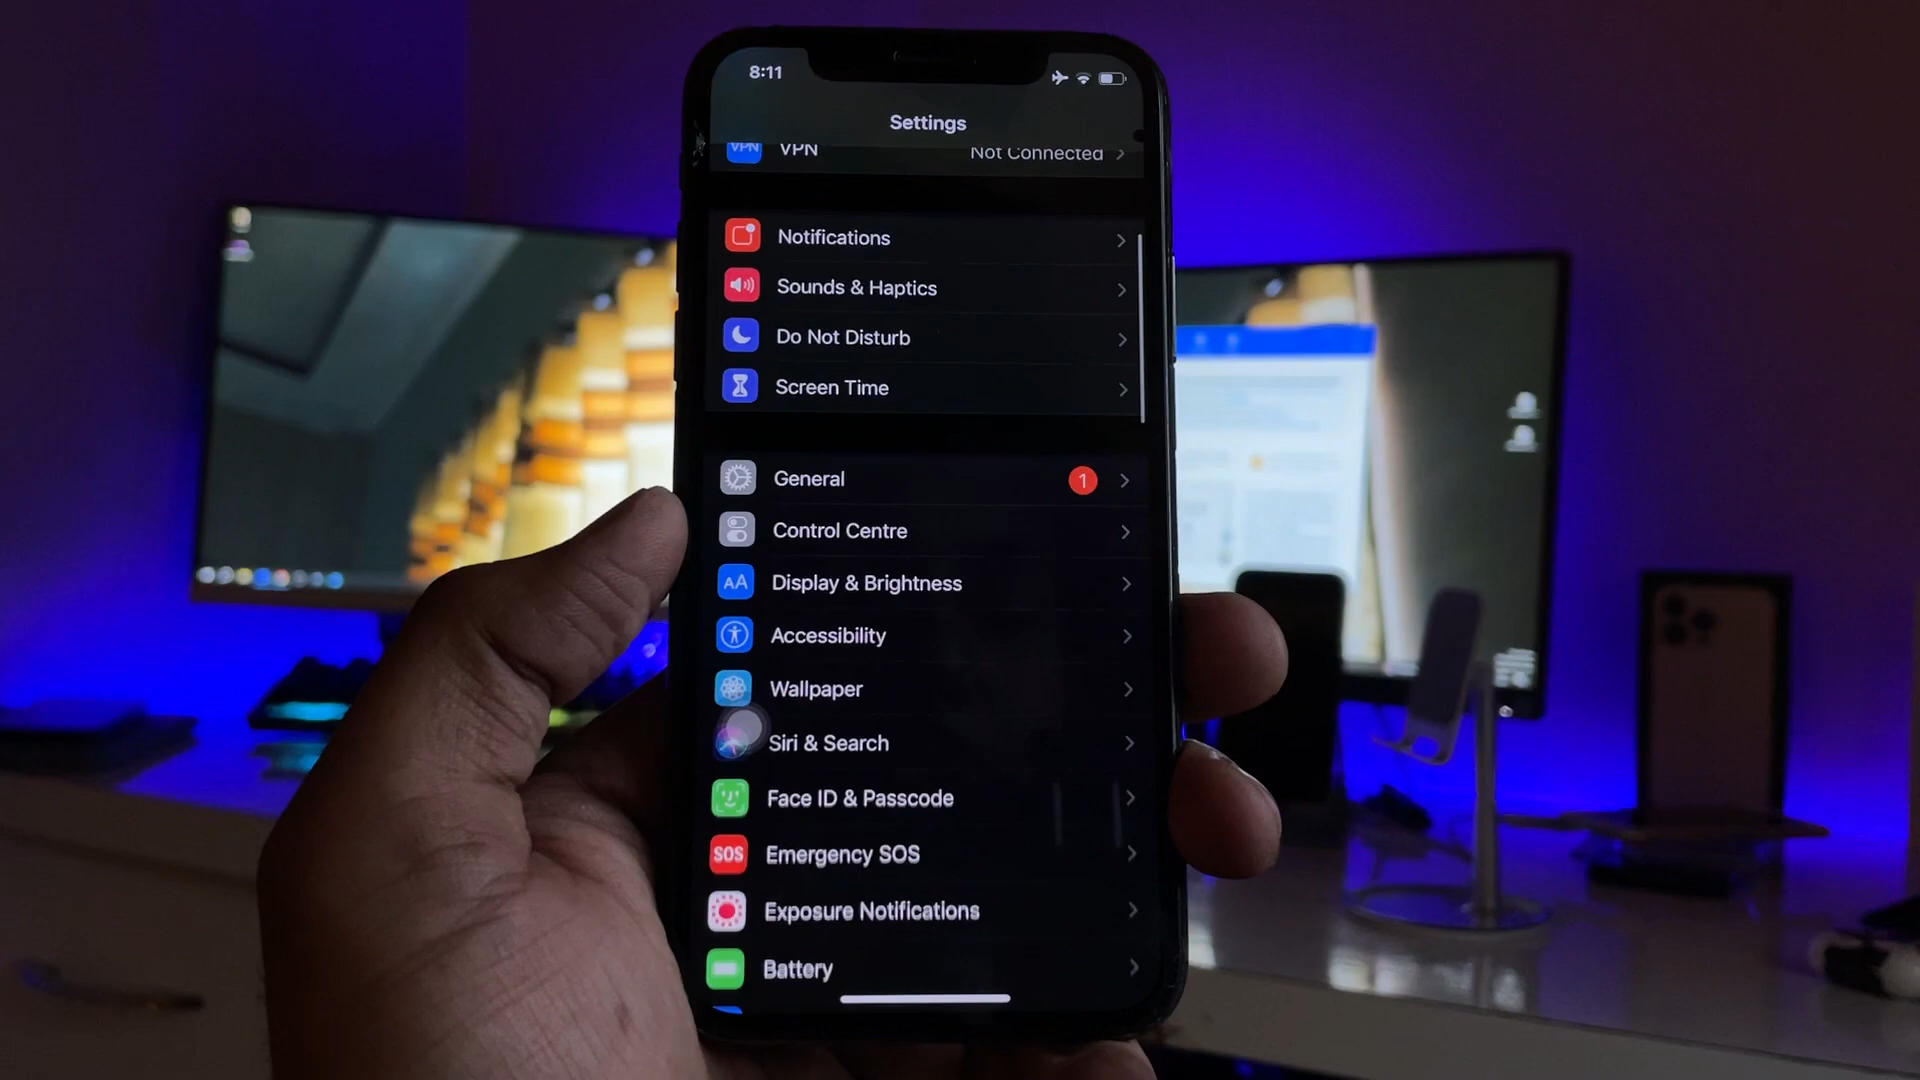 8:11
Settings
VPN VPN Not Connected
Notifications
Sounds & Haptics
Do Not Disturb
Screen Time
General 1
Control Centre
AA Display & Brightness
Accessibility
Wallpaper
Siri & Search
Face ID & Passcode
SOS Emergency SOS
Exposure Notifications
Battery